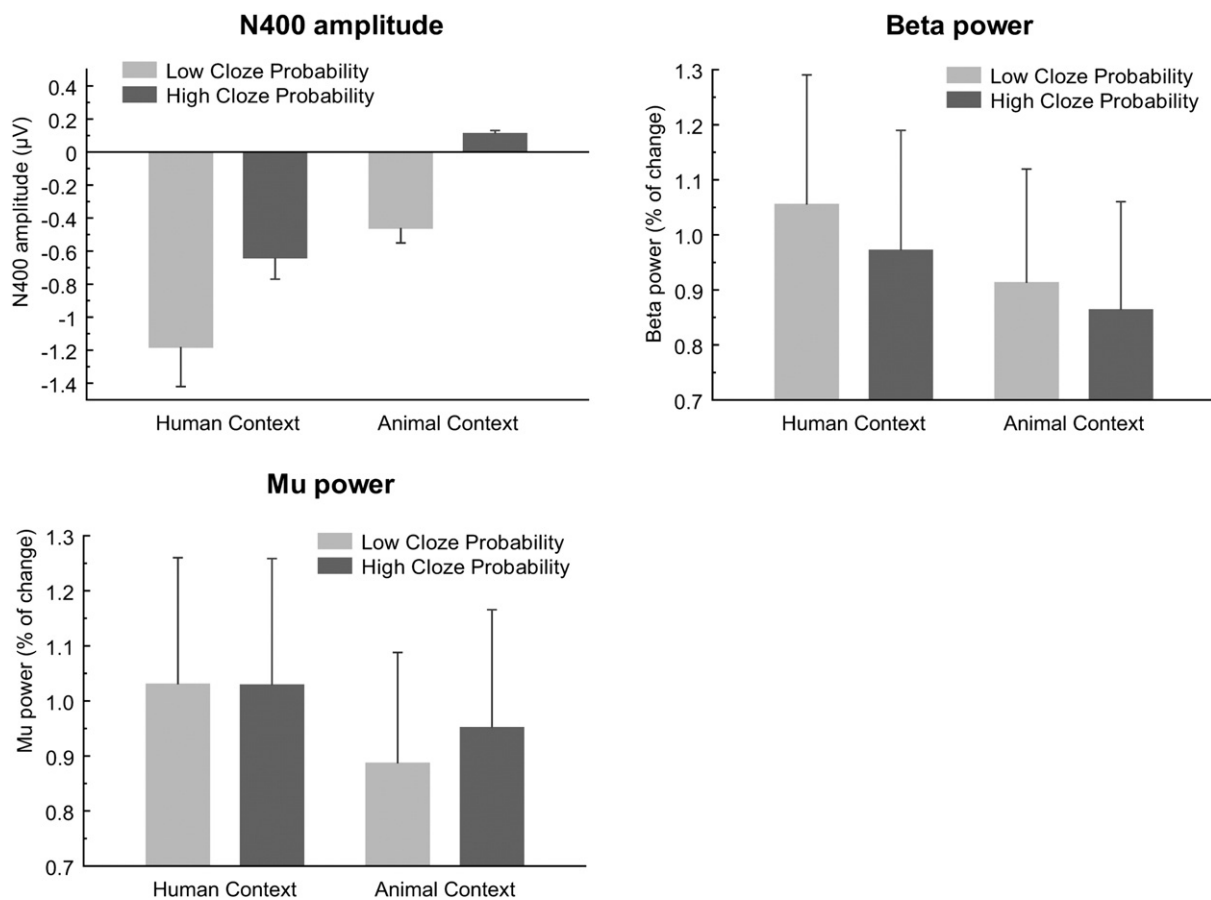 N400 amplitude
Low Cloze Probability
High Cloze Probability
N400 amplitude (µV)
0.4
0.2
0
-0.2
-0.4
-0.6
-0.8
-1
-1.2
-1.4
Human Context Animal Context
Beta power
Low Cloze Probability
High Cloze Probability
Beta power (% of change)
1.3
1.2
1.1
1.0
0.9
0.8
0.7
Human Context Animal Context
Mu power
Low Cloze Probability
High Cloze Probability
Mu power (% of change)
1.3
1.2
1.1
1.0
0.9
0.8
0.7
Human Context Animal Context